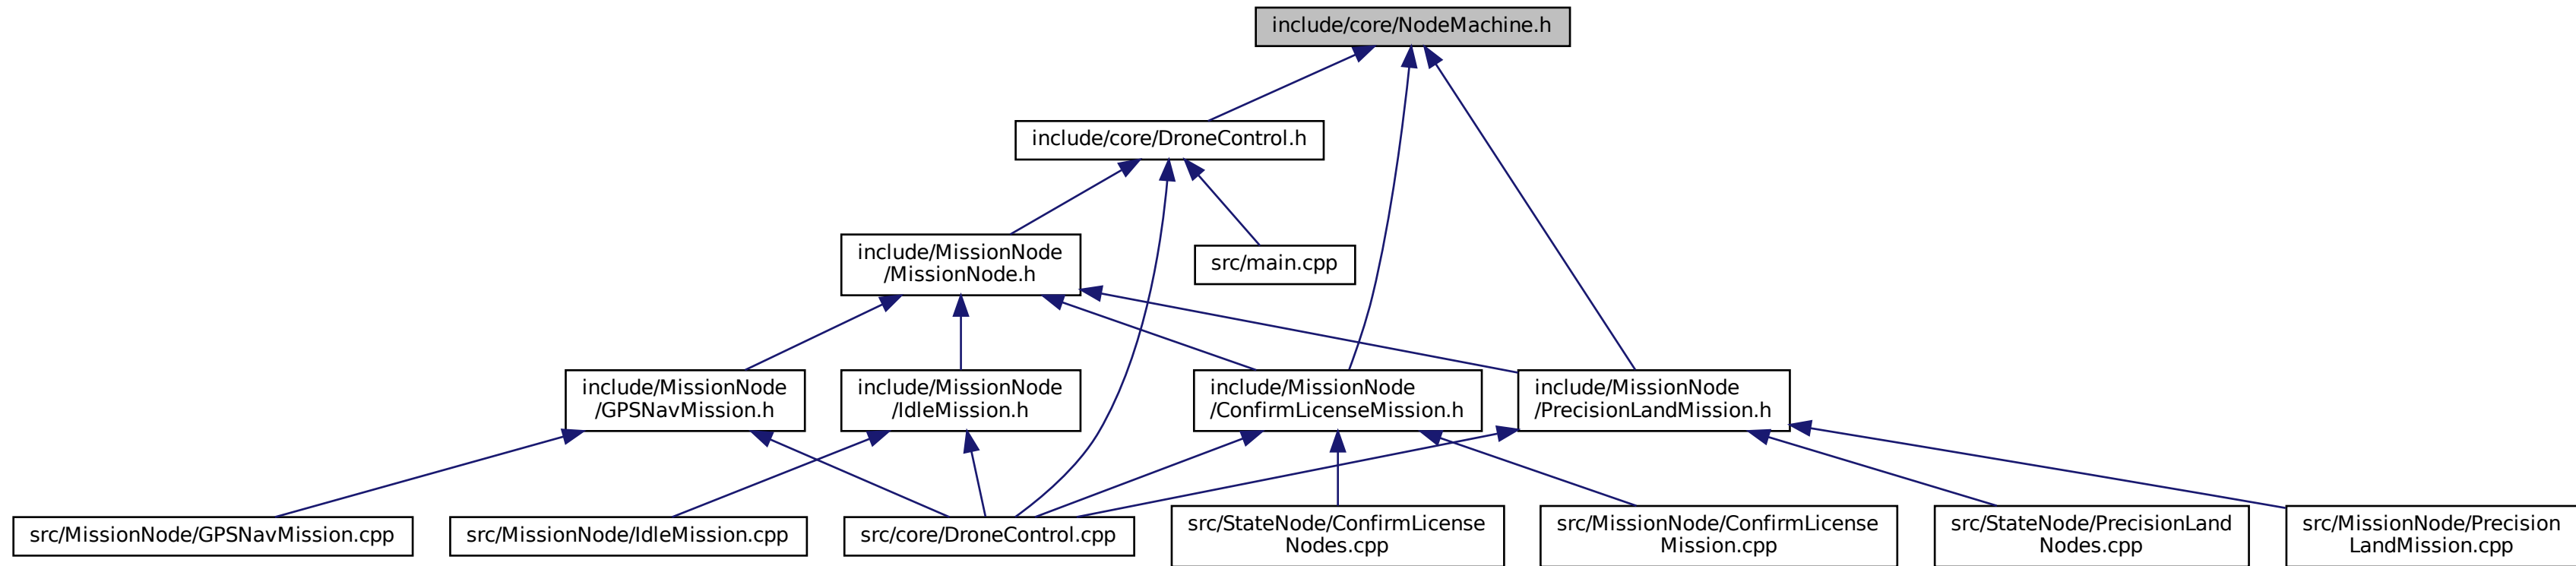 include/core/NodeMachine.h
include/core/DroneControl.h
include/MissionNode
/MissionNode.h
src/main.cpp
include/MissionNode
/GPSNavMission.h
include/MissionNode
/IdleMission.h
include/MissionNode
/ConfirmLicenseMission.h
include/MissionNode
/PrecisionLandMission.h
src/MissionNode/GPSNavMission.cpp
src/MissionNode/IdleMission.cpp
src/core/DroneControl.cpp
src/StateNode/ConfirmLicense
Nodes.cpp
src/MissionNode/ConfirmLicense
Mission.cpp
src/StateNode/PrecisionLand
Nodes.cpp
src/MissionNode/Precision
LandMission.cpp